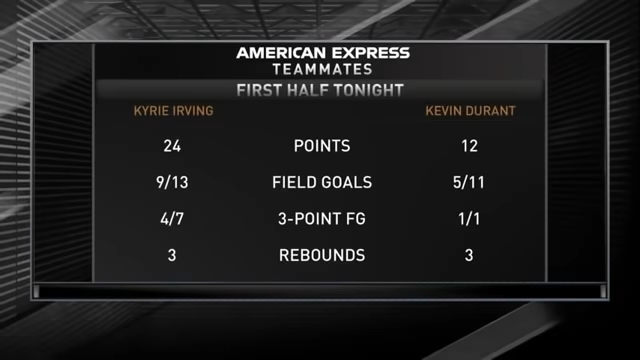 AMERICAN EXPRESS
TEAMMATES
FIRST HALF TONIGHT
KYRIE IRVING KEVIN DURANT
24 POINTS 12
9/13 FIELD GOALS 5/11
4/7 3-POINT FG 1/1
3 REBOUNDS 3